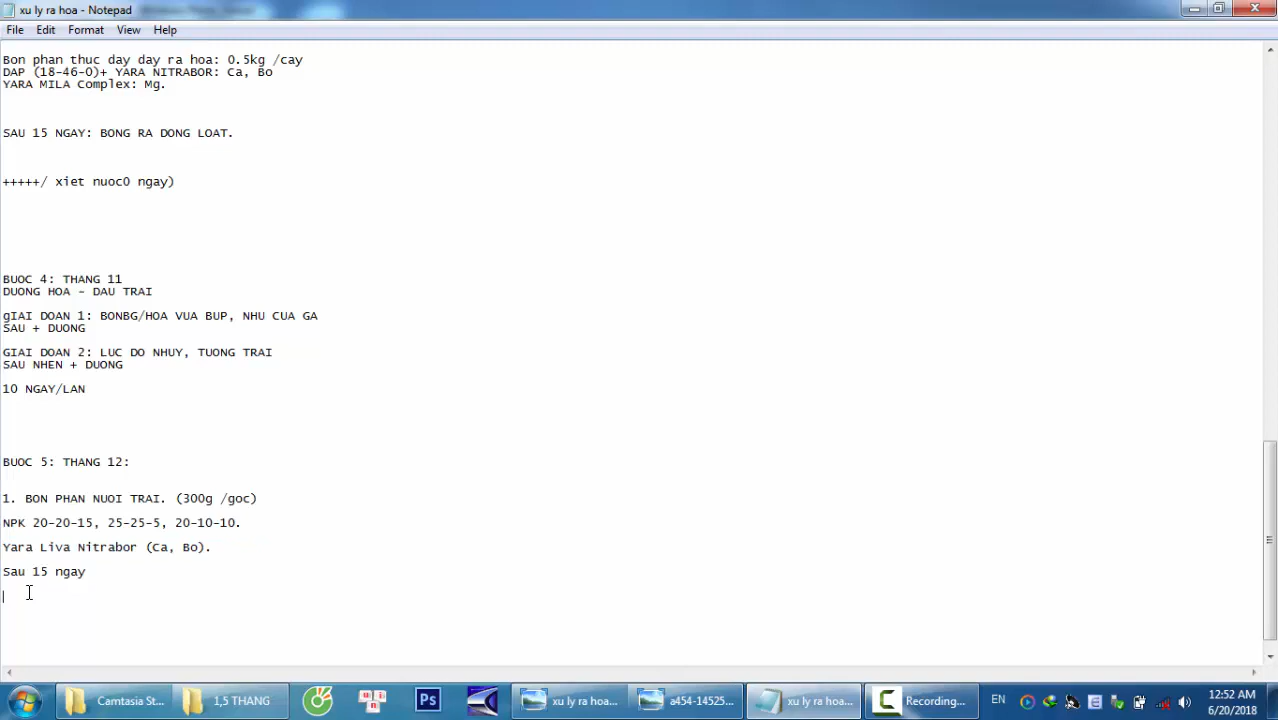 xu ly ra hoa - Notepad
File Edit Format View Help
Bon phan thuc day day ra hoa: 0.5kg /cay
DAP (18-46-0)+ YARA NITRABOR: Ca, Bo
YARA MILA Complex: Mg.
SAU 15 NGAY: BONG RA DONG LOAT.
+++++/ xiet nuoc0 ngay)
BUOC 4: THANG 11
DUONG HOA - DAU TRAI
gIAI DOAN 1: BONBG/HOA VUA BUP, NHU CUA GA
SAU + DUONG
GIAI DOAN 2: LUC DO NHUY, TUONG TRAI
SAU NHEN + DUONG
10 NGAY/LAN
BUOC 5: THANG 12:
1. BON PHAN NUOI TRAI. (300g /goc)
NPK 20-20-15, 25-25-5, 20-10-10.
Yara Liva Nitrabor (Ca, Bo).
Sau 15 ngay
Camtasia St... 1,5 THANG Ps xu ly ra hoa... a454-14525... xu ly ra hoa... Recording... EN 12:52 AM
6/20/2018